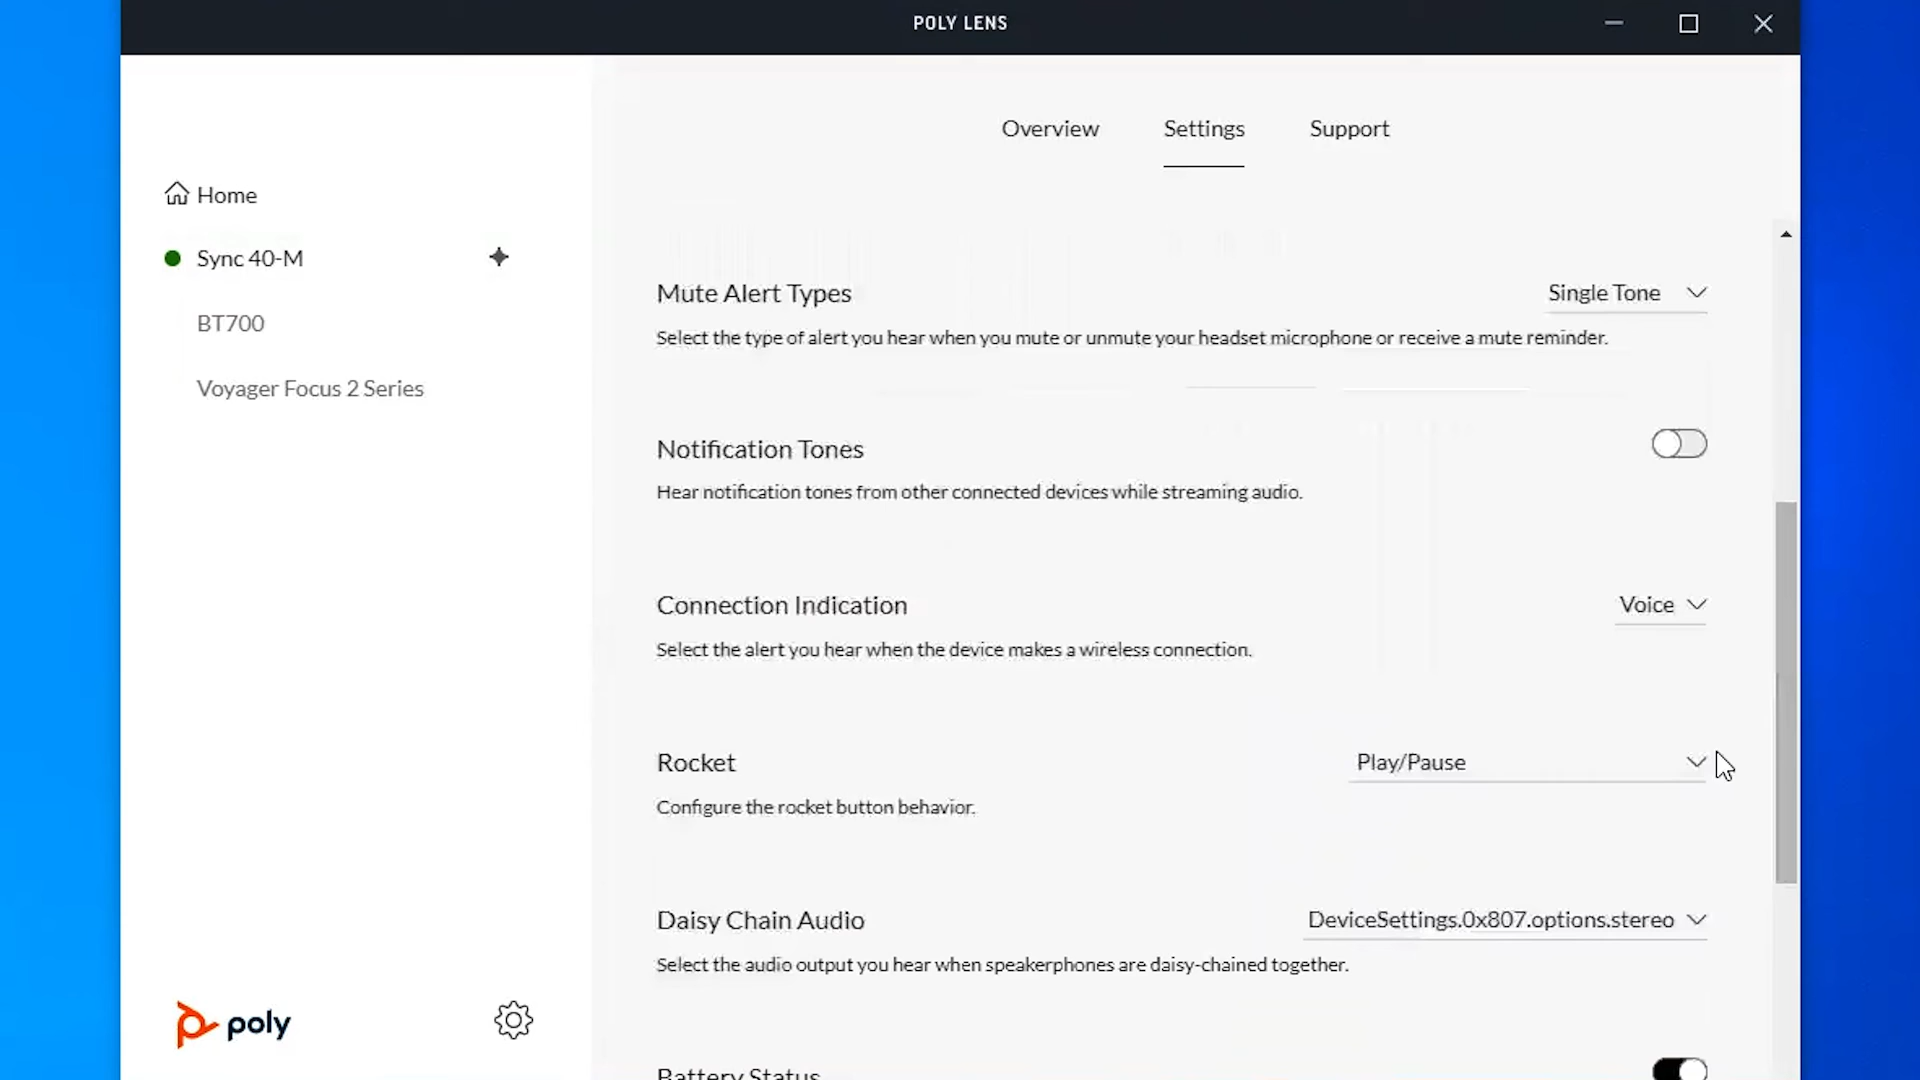 POLY LENS
Overview
Settings
Support
Home
Sync 40-M
BT700
Voyager Focus 2 Series
Mute Alert Types
Single Tone
Select the type of alert you hear when you mute or unmute your headset microphone or receive a mute reminder.
Notification Tones
Hear notification tones from other connected devices while streaming audio.
Connection Indication
Voice
Select the alert you hear when the device makes a wireless connection.
Rocket
Play/Pause
Configure the rocket button behavior.
Daisy Chain Audio
DeviceSettings.0x807.options.stereo
Select the audio output you hear when speakerphones are daisy-chained together.
Battery Status
poly